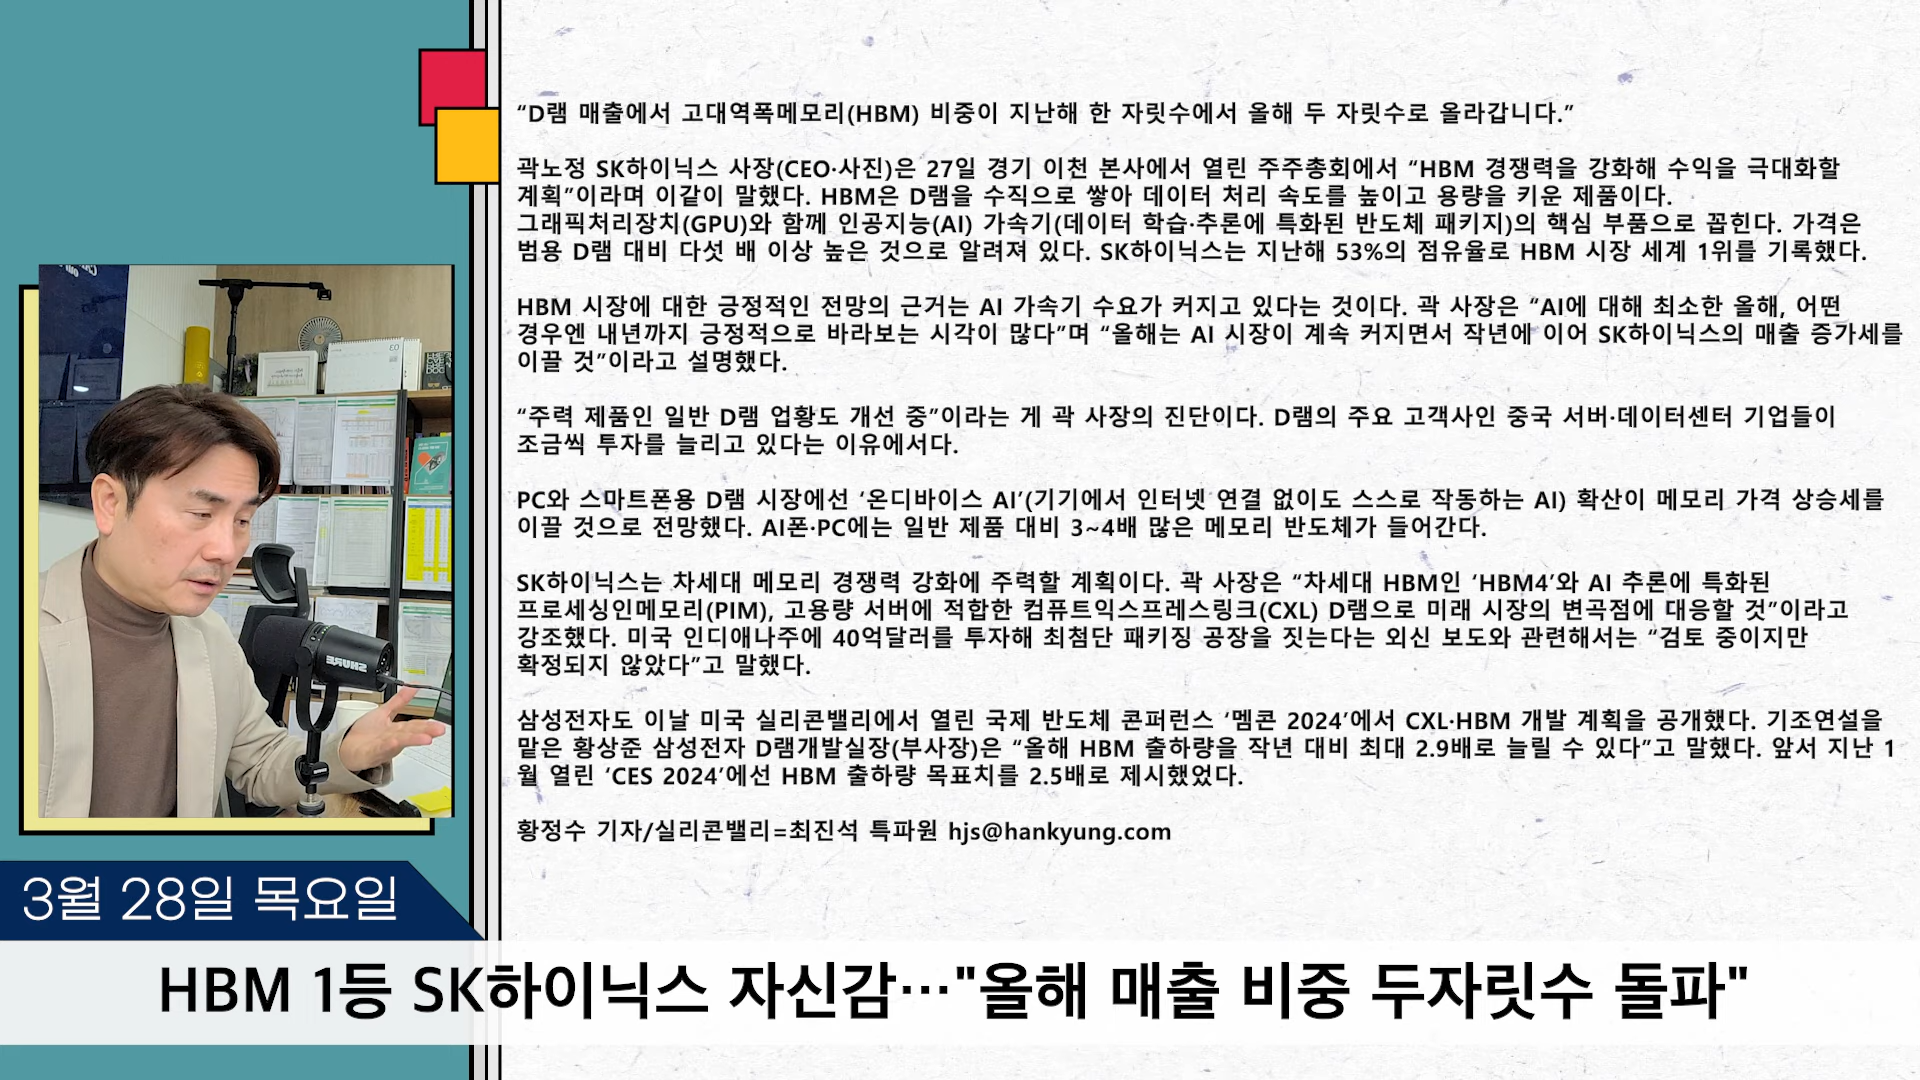 “D램 매출에서 고대역폭메모리(HBM) 비중이 지난해 한 자릿수에서 올해 두 자릿수로 올라갑니다.”
곽노정 SK하이닉스 사장(CEO·사진)은 27일 경기 이천 본사에서 열린 주주총회에서 “HBM 경쟁력을 강화해 수익을 극대화할
계획”이라며 이같이 말했다. HBM은 D램을 수직으로 쌓아 데이터 처리 속도를 높이고 용량을 키운 제품이다.
그래픽처리장치(GPU)와 함께 인공지능(AI) 가속기(데이터 학습·추론에 특화된 반도체 패키지)의 핵심 부품으로 꼽힌다. 가격은
범용 D램 대비 다섯 배 이상 높은 것으로 알려져 있다. SK하이닉스는 지난해 53%의 점유율로 HBM 시장 세계 1위를 기록했다.
HBM 시장에 대한 긍정적인 전망의 근거는 AI 가속기 수요가 커지고 있다는 것이다. 곽 사장은 “AI에 대해 최소한 올해, 어떤
경우엔 내년까지 긍정적으로 바라보는 시각이 많다”며 “올해는 AI 시장이 계속 커지면서 작년에 이어 SK하이닉스의 매출 증가세를
이끌 것”이라고 설명했다.
“주력 제품인 일반 D램 업황도 개선 중”이라는 게 곽 사장의 진단이다. D램의 주요 고객사인 중국 서버·데이터센터 기업들이
조금씩 투자를 늘리고 있다는 이유에서다.
PC와 스마트폰용 D램 시장에선 ‘온디바이스 AI’(기기에서 인터넷 연결 없이도 스스로 작동하는 AI) 확산이 메모리 가격 상승세를
이끌 것으로 전망했다. AI폰·PC에는 일반 제품 대비 3~4배 많은 메모리 반도체가 들어간다.
SK하이닉스는 차세대 메모리 경쟁력 강화에 주력할 계획이다. 곽 사장은 “차세대 HBM인 ‘HBM4’와 AI 추론에 특화된
프로세싱인메모리(PIM), 고용량 서버에 적합한 컴퓨트익스프레스링크(CXL) D램으로 미래 시장의 변곡점에 대응할 것”이라고
강조했다. 미국 인디애나주에 40억달러를 투자해 최첨단 패키징 공장을 짓는다는 외신 보도와 관련해서는 “검토 중이지만
확정되지 않았다”고 말했다.
삼성전자도 이날 미국 실리콘밸리에서 열린 국제 반도체 콘퍼런스 ‘멤콘 2024’에서 CXL·HBM 개발 계획을 공개했다. 기조연설을
맡은 황상준 삼성전자 D램개발실장(부사장)은 “올해 HBM 출하량을 작년 대비 최대 2.9배로 늘릴 수 있다”고 말했다. 앞서 지난 1
월 열린 ‘CES 2024’에선 HBM 출하량 목표치를 2.5배로 제시했었다.
황정수 기자/실리콘밸리=최진석 특파원 hjs@hankyung.com
SHURE
3월 28일 목요일
HBM 1등 SK하이닉스 자신감…"올해 매출 비중 두자릿수 돌파"